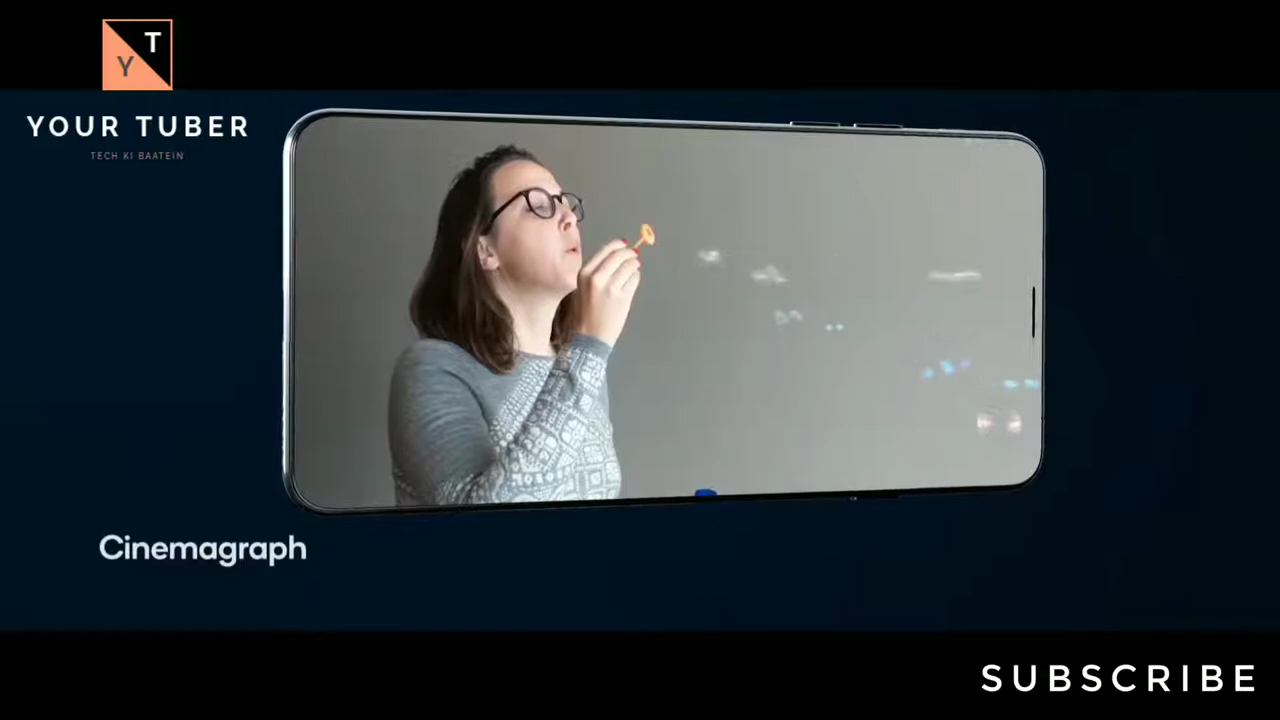 Y T
YOUR TUBER
TECH KI BAATEIN
Cinemagraph
SUBSCRIBE